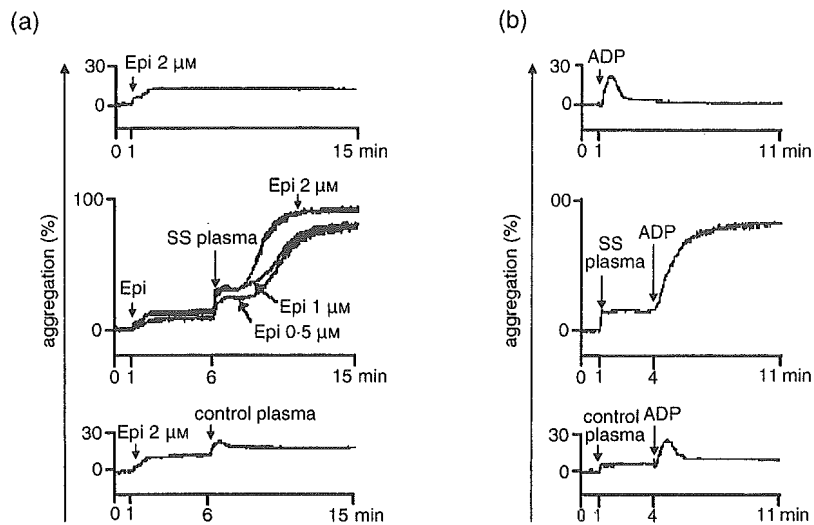 (a)
aggregation (%)
Epi 2 μM
30
0
0 1 15 min
100
0
Epi
SS plasma
Epi 2 μM
Epi 1 μM
Epi 0·5 μM
0 1 6 15 min
Epi 2 μM
control plasma
30
0
0 1 6 15 min
(b)
aggregation (%)
ADP
30
0
0 1 11 min
00
0
SS
plasma
ADP
0 1 4 11 min
control
plasma
ADP
30
0
0 1 4 11 min